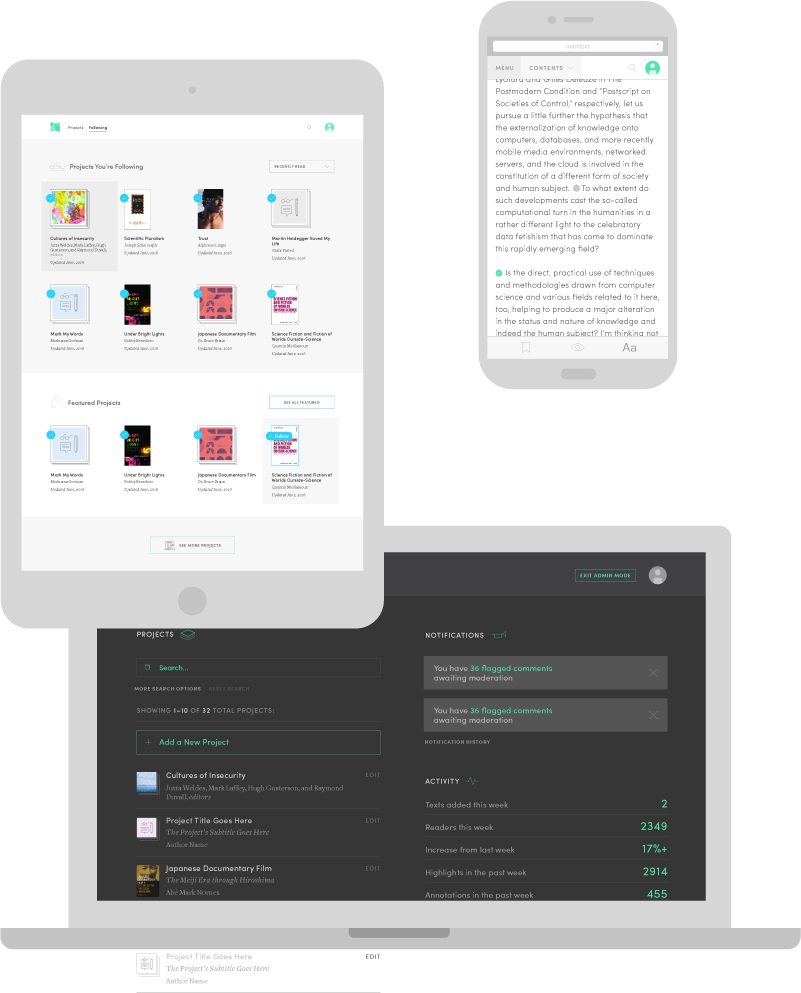 manifold
MENU
CONTENTS
Lyotard and Gilles Deleuze in The
Postmodern Condition and “Postscript on
Societies of Control,” respectively, let us
pursue a little further the hypothesis that
the externalization of knowledge onto
computers, databases, and more recently
mobile media environments, networked
servers, and the cloud is involved in the
constitution of a different form of society
and human subject. To what extent do
such developments cast the so-called
computational turn in the humanities in a
rather different light to the celebratory
data fetishism that has come to dominate
this rapidly emerging field?
Is the direct, practical use of techniques
and methodologies drawn from computer
science and various fields related to it here,
too, helping to produce a major alteration
in the status and nature of knowledge and
indeed the human subject? I'm thinking not
Aa
Projects Following
Projects You're Following
RECENTLY READ
Cultures of Insecurity
Jutta Weldes, Mark Laffey, Hugh
Gusterson and Raymond Duvall,
editors
Updated June, 2016
Scientific Pluralism
Updated June, 2016
Trust
Alphonso Lingis
Updated June, 2016
Martin Heidegger Saved My
Life
Updated June, 2016
Mark My Words
Mishuana Goeman
Updated June, 2016
Under Bright Lights
Bobby Benedicto
Updated June, 2016
Japanese Documentary Film
Updated June, 2016
Science Fiction and Fiction of
Worlds Outside-Science
Quentin Meillassoux
Updated June, 2016
Featured Projects
SEE ALL FEATURED
Follow
Mark My Words
Mishuana Goeman
Updated June, 2016
Under Bright Lights
Bobby Benedicto
Updated June, 2016
Japanese Documentary Film
Updated June, 2016
Science Fiction and Fiction of
Worlds Outside-Science
Quentin Meillassoux
Updated June, 2016
SEE MORE PROJECTS
EXIT ADMIN MODE
PROJECTS
Search...
MORE SEARCH OPTIONS RESET SEARCH
SHOWING 1–10 OF 32 TOTAL PROJECTS:
Add a New Project
Cultures of Insecurity
EDIT
Jutta Weldes, Mark Laffey, Hugh Gusterson, and Raymond
Duvall, editors
Project Title Goes Here
EDIT
The Project's Subtitle Goes Here
Author Name
Japanese Documentary Film
EDIT
The Meiji Era through Hiroshima
Abé Mark Nornes
Project Title Goes Here
EDIT
The Project's Subtitle Goes Here
Author Name
NOTIFICATIONS
You have 36 flagged comments
awaiting moderation
You have 36 flagged comments
awaiting moderation
NOTIFICATION HISTORY
ACTIVITY
Texts added this week 2
Readers this week 2349
Increase from last week 17%+
Highlights in the past week 2914
Annotations in the past week 455